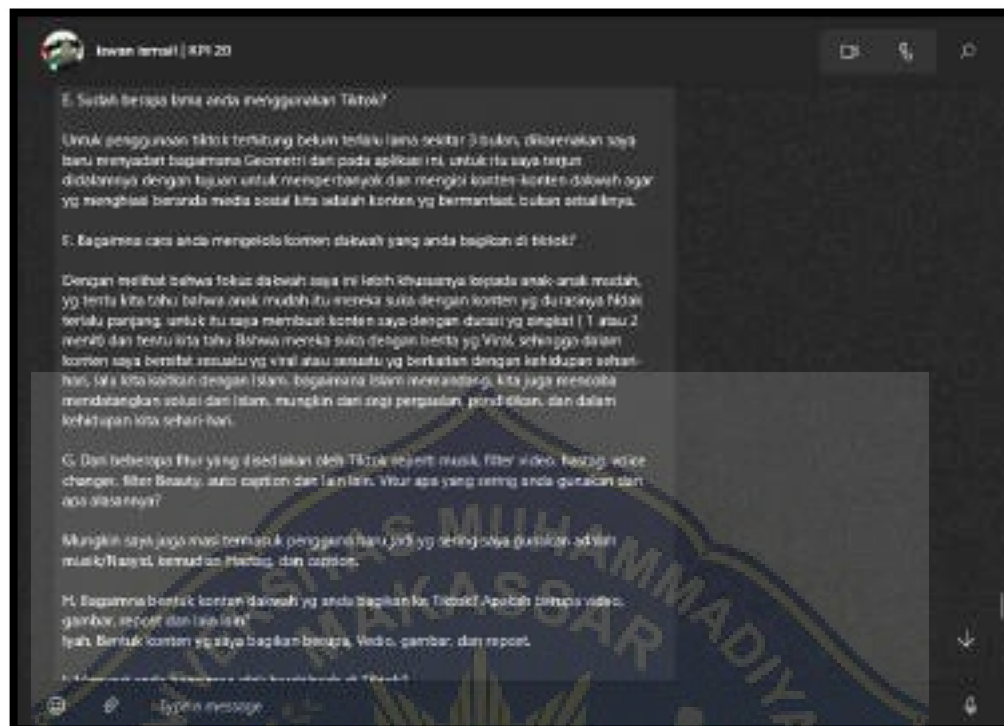 Iswan Ismail | KPI 20
E. Sudah berapa lama anda menggunakan Tiktok?
Untuk penggunaan tiktok terhitung belum terlalu lama sekitar 3 bulan, dikarenakan saya
baru menyadari bagaimana Geometri dari pada aplikasi ini, untuk itu saya terjun
didalamnya dengan tujuan untuk memperbanyak dan mengisi konten-konten dakwah agar
yg menghiasi beranda media sosial kita adalah konten yg bermanfaat, bukan sebaliknya.
F. Bagaimna cara anda mengelola konten dakwah yang anda bagikan di tiktok?
Dengan melihat bahwa fokus dakwah saya ini lebih khususnya kepada anak-anak mudah,
yg tentu kita tahu bahwa anak mudah itu mereka suka dengan konten yg durasinya Ndak
terlalu panjang, untuk itu saya membuat konten saya dengan durasi yg singkat ( 1 atau 2
menit) dan tentu kita tahu Bahwa mereka suka dengan berita yg Viral, sehingga dalam
konten saya bersifat sesuatu yg viral atau sesuatu yg berkaitan dengan kehidupan sehari-
hari, lalu kita kaitkan dengan Islam, bagaimana Islam memandang, kita juga mencoba
mendatangkan solusi dari Islam, mungkin dari segi pergaulan, pendidikan, dan dalam
kehidupan kita sehari-hari.
G. Dari beberapa fitur yang disediakan oleh Tiktok seperti musik, filter video, hastag, voice
changer, filter Beauty, auto caption dan lain lain. Vitur apa yang sering anda gunakan dan
apa alasannya?
Mungkin saya juga masi termasuk pengguna baru jadi yg sering saya gunakan adalah
musik/Nasyid, kemudian Hastag, dan caption.
H. Bagaimna bentuk konten dakwah yg anda bagikan ke Tiktok? Apakah berupa video,
gambar, repost dan lain lain?
Iyah, Bentuk konten yg saya bagikan berupa, Vedio, gambar, dan repost.
Type a message
UNIVERSITAS MUHAMMADIYAH
MAKASSAR